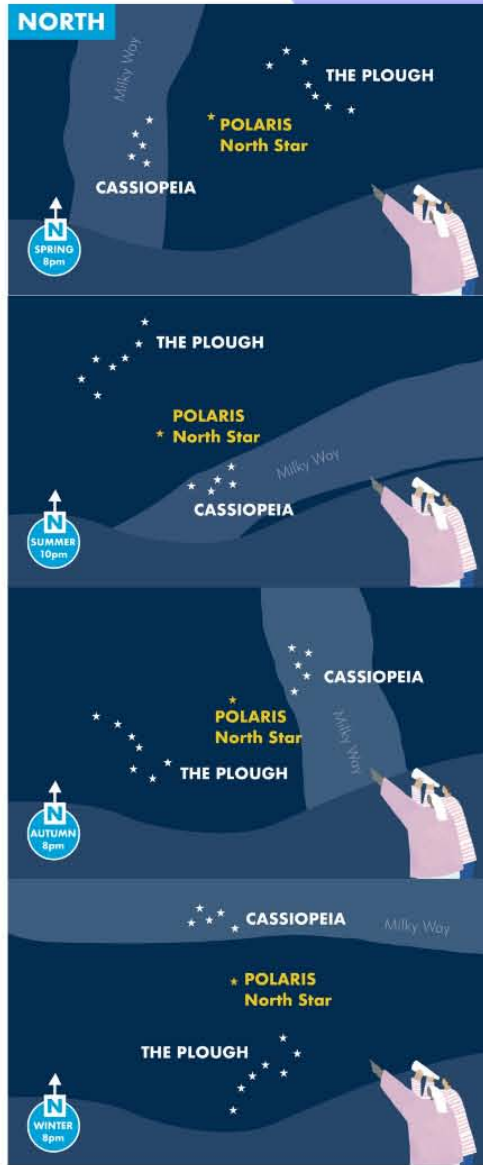 NORTH
Milky Way
THE PLOUGH
POLARIS
North Star
CASSIOPEIA
N
SPRING
8pm
THE PLOUGH
POLARIS
North Star
Milky Way
CASSIOPEIA
N
SUMMER
10pm
CASSIOPEIA
POLARIS
North Star
Milky Way
THE PLOUGH
N
AUTUMN
8pm
CASSIOPEIA
Milky Way
POLARIS
North Star
THE PLOUGH
N
WINTER
8pm